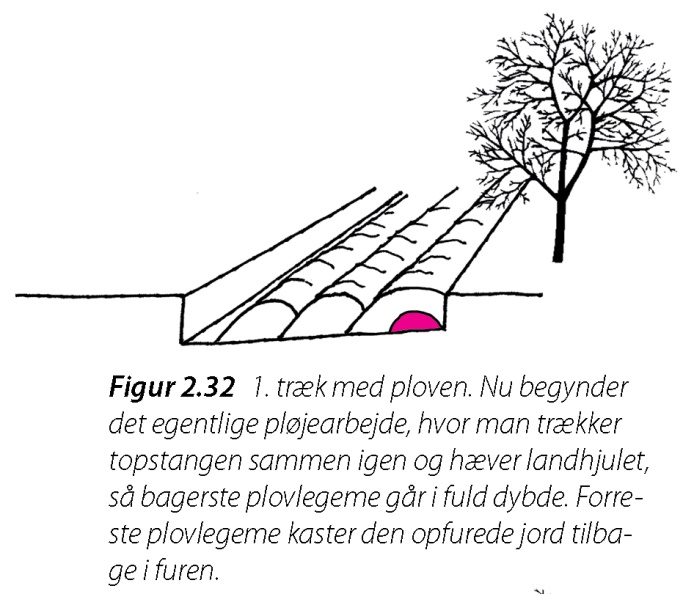 Figur 2.32 1. træk med ploven. Nu begynder
det egentlige pløjearbejde, hvor man trækker
topstangen sammen igen og hæver landhjulet,
så bagerste plovlegeme går i fuld dybde. Forre-
ste plovlegeme kaster den opfurede jord tilba-
ge i furen.